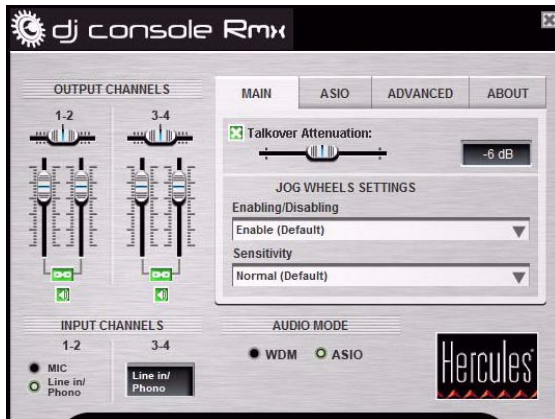 dj console Rmx
OUTPUT CHANNELS
1-2
3-4
MAIN
ASIO
ADVANCED
ABOUT
Talkover Attenuation:
-6 dB
JOG WHEELS SETTINGS
Enabling/Disabling
Enable (Default)
Sensitivity
Normal (Default)
INPUT CHANNELS
1-2
3-4
MIC
Line in/
Phono
Line in/
Phono
AUDIO MODE
WDM
ASIO
Hercules